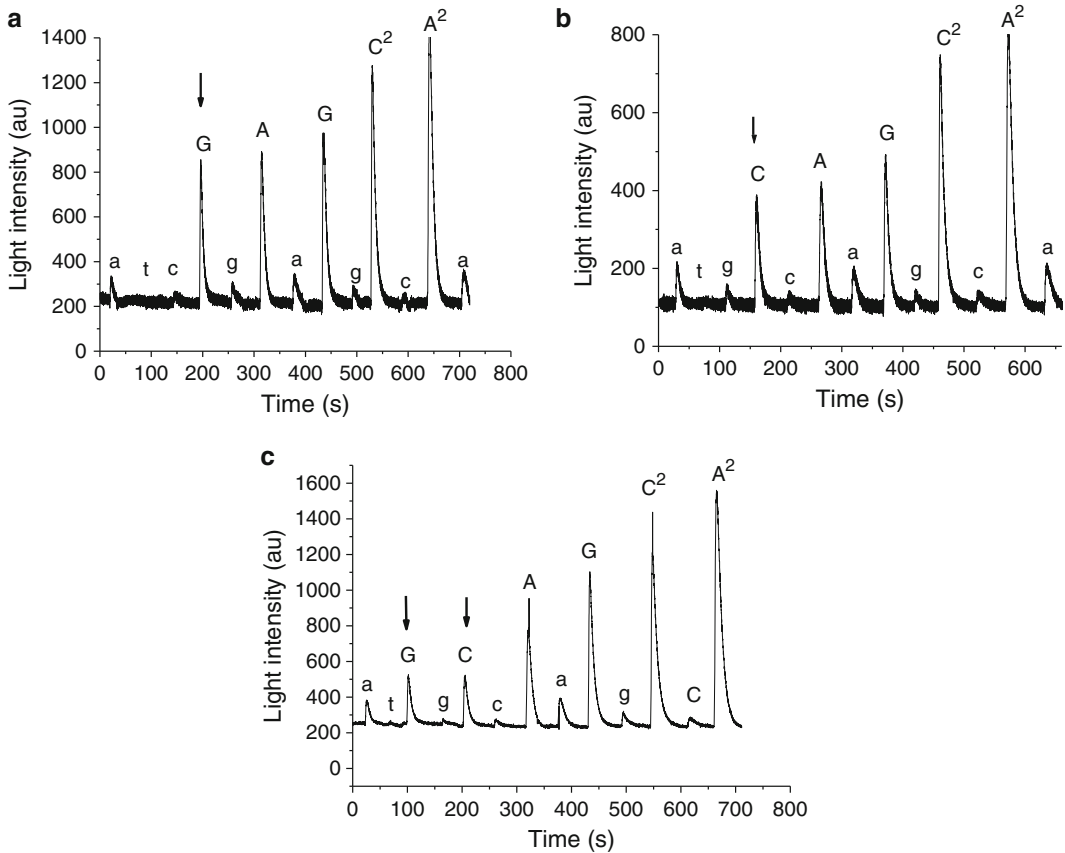 a
1400
1200
1000
800
600
400
200
0
Light intensity (au)
a t c G g A a G g C² c A² a
0 100 200 300 400 500 600 700 800
Time (s)
b
800
600
400
200
0
Light intensity (au)
a t g C c A a G g C² c A² a
0 100 200 300 400 500 600
Time (s)
c
1600
1400
1200
1000
800
600
400
200
0
Light intensity (au)
a t G g C c A a G g C² C A²
0 100 200 300 400 500 600 700 800
Time (s)